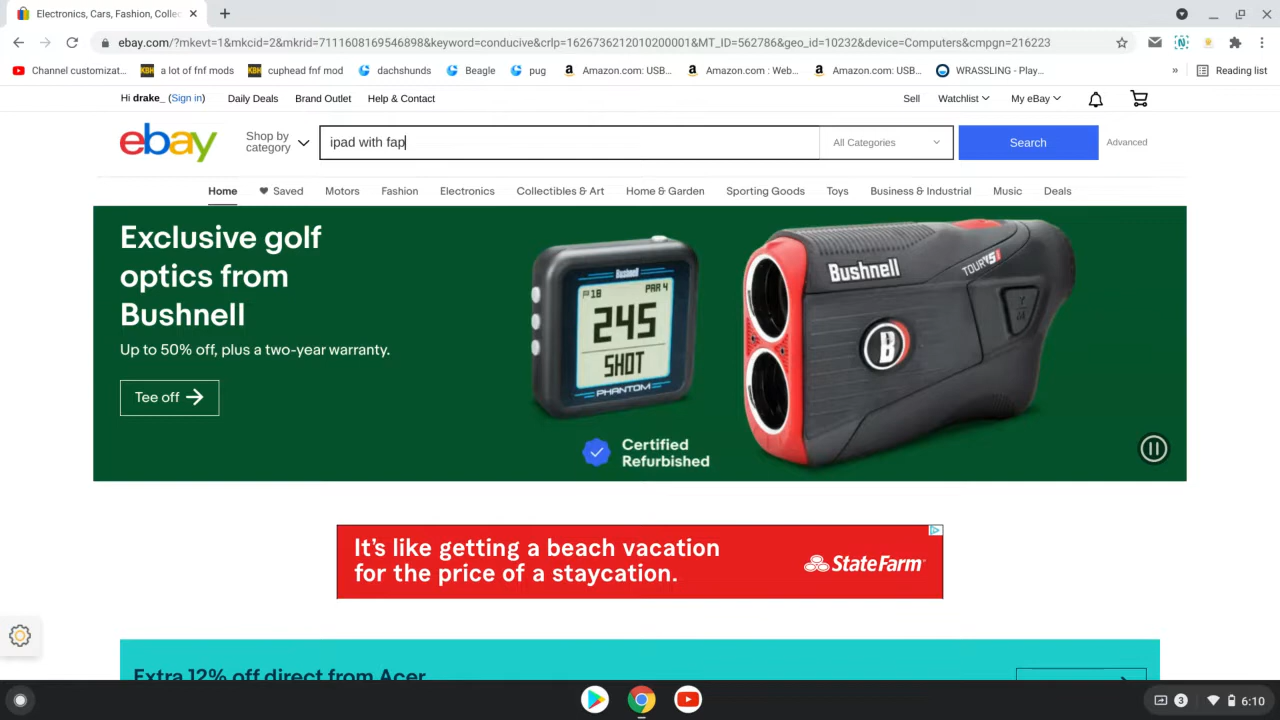 Electronics, Cars, Fashion, Collec
ebay.com/?mkevt=1&mkcid=2&mkrid=7111608169546898&keyword=conducive&crlp=1626736212010200001&MT_ID=562786&geo_id=10232&device=Computers&cmpgn=216223
Channel customizat... KBH a lot of fnf mods KBH cuphead fnf mod dachshunds Beagle pug Amazon.com: USB... Amazon.com : Web... Amazon.com: USB... WRASSLING - Play... » Reading list
Hi drake_ (Sign in) Daily Deals Brand Outlet Help & Contact Sell Watchlist My eBay
ebay
Shop by
category
ipad with fap
All Categories
Search
Advanced
Home Saved Motors Fashion Electronics Collectibles & Art Home & Garden Sporting Goods Toys Business & Industrial Music Deals
Exclusive golf
optics from
Bushnell
Up to 50% off, plus a two-year warranty.
Tee off
Bushnell
18 PAR 4
245
SHOT
PHANTOM
Bushnell
TOUR V5
B
Certified
Refurbished
It's like getting a beach vacation
for the price of a staycation.
StateFarm
Extra 12% off direct from Acer
3 6:10